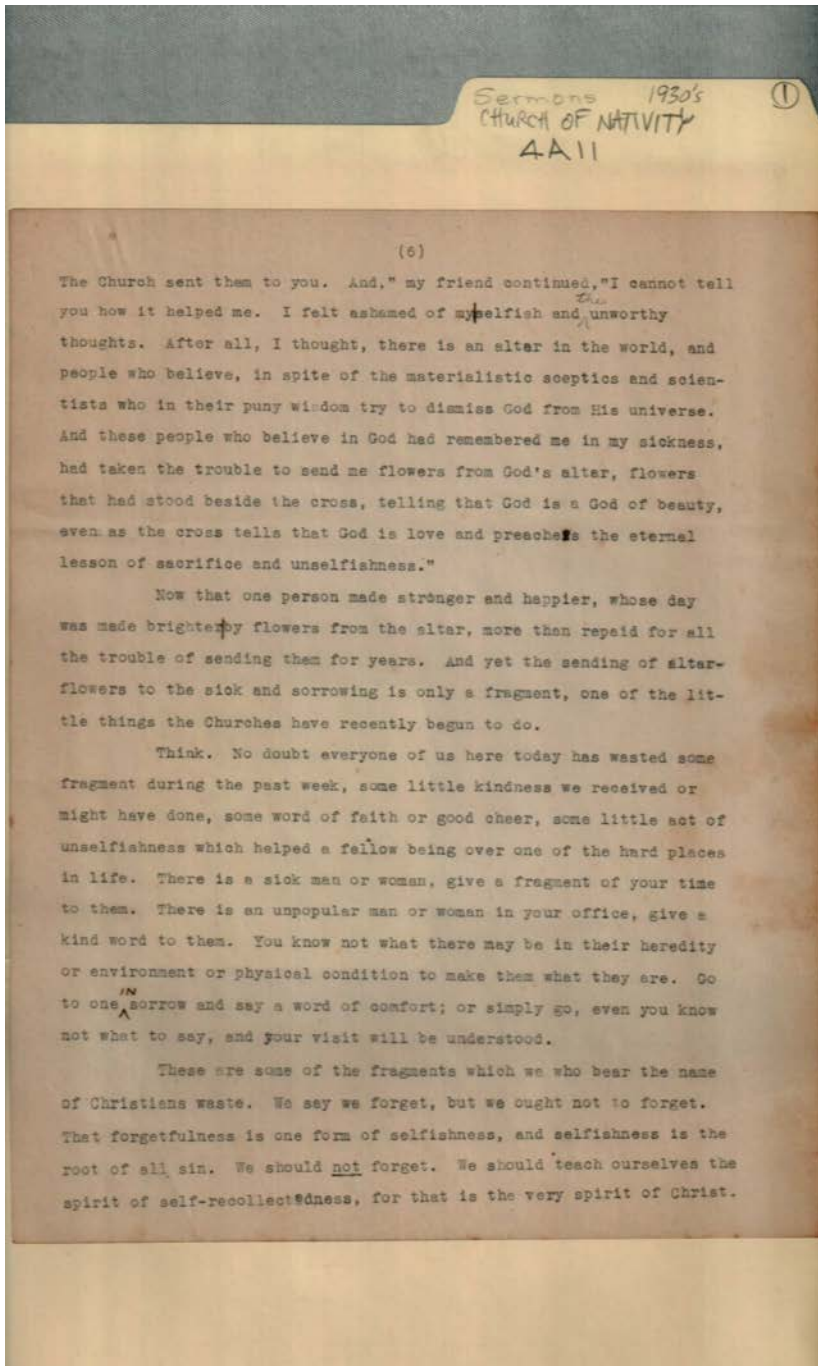 Sermons 1930's ①
CHURCH OF NATIVITY
4A11
(6)
The Church sent them to you. And," my friend continued,"I cannot tell
you how it helped me. I felt ashamed of my selfish and the unworthy
thoughts. After all, I thought, there is an altar in the world, and
people who believe, in spite of the materialistic sceptics and scien-
tists who in their puny wisdom try to dismiss God from His universe.
And these people who believe in God had remembered me in my sickness,
had taken the trouble to send me flowers from God's altar, flowers
that had stood beside the cross, telling that God is a God of beauty,
even as the cross tells that God is love and preaches the eternal
lesson of sacrifice and unselfishness."
Now that one person made stronger and happier, whose day
was made brighter by flowers from the altar, more than repaid for all
the trouble of sending them for years. And yet the sending of altar-
flowers to the sick and sorrowing is only a fragment, one of the lit-
tle things the Churches have recently begun to do.
Think. No doubt everyone of us here today has wasted some
fragment during the past week, some little kindness we received or
might have done, some word of faith or good cheer, some little act of
unselfishness which helped a fellow being over one of the hard places
in life. There is a sick man or woman, give a fragment of your time
to them. There is an unpopular man or woman in your office, give a
kind word to them. You know not what there may be in their heredity
or environment or physical condition to make them what they are. Go
to one IN sorrow and say a word of comfort; or simply go, even you know
not what to say, and your visit will be understood.
These are some of the fragments which we who bear the name
of Christians waste. We say we forget, but we ought not to forget.
That forgetfulness is one form of selfishness, and selfishness is the
root of all sin. We should not forget. We should teach ourselves the
spirit of self-recollectedness, for that is the very spirit of Christ.